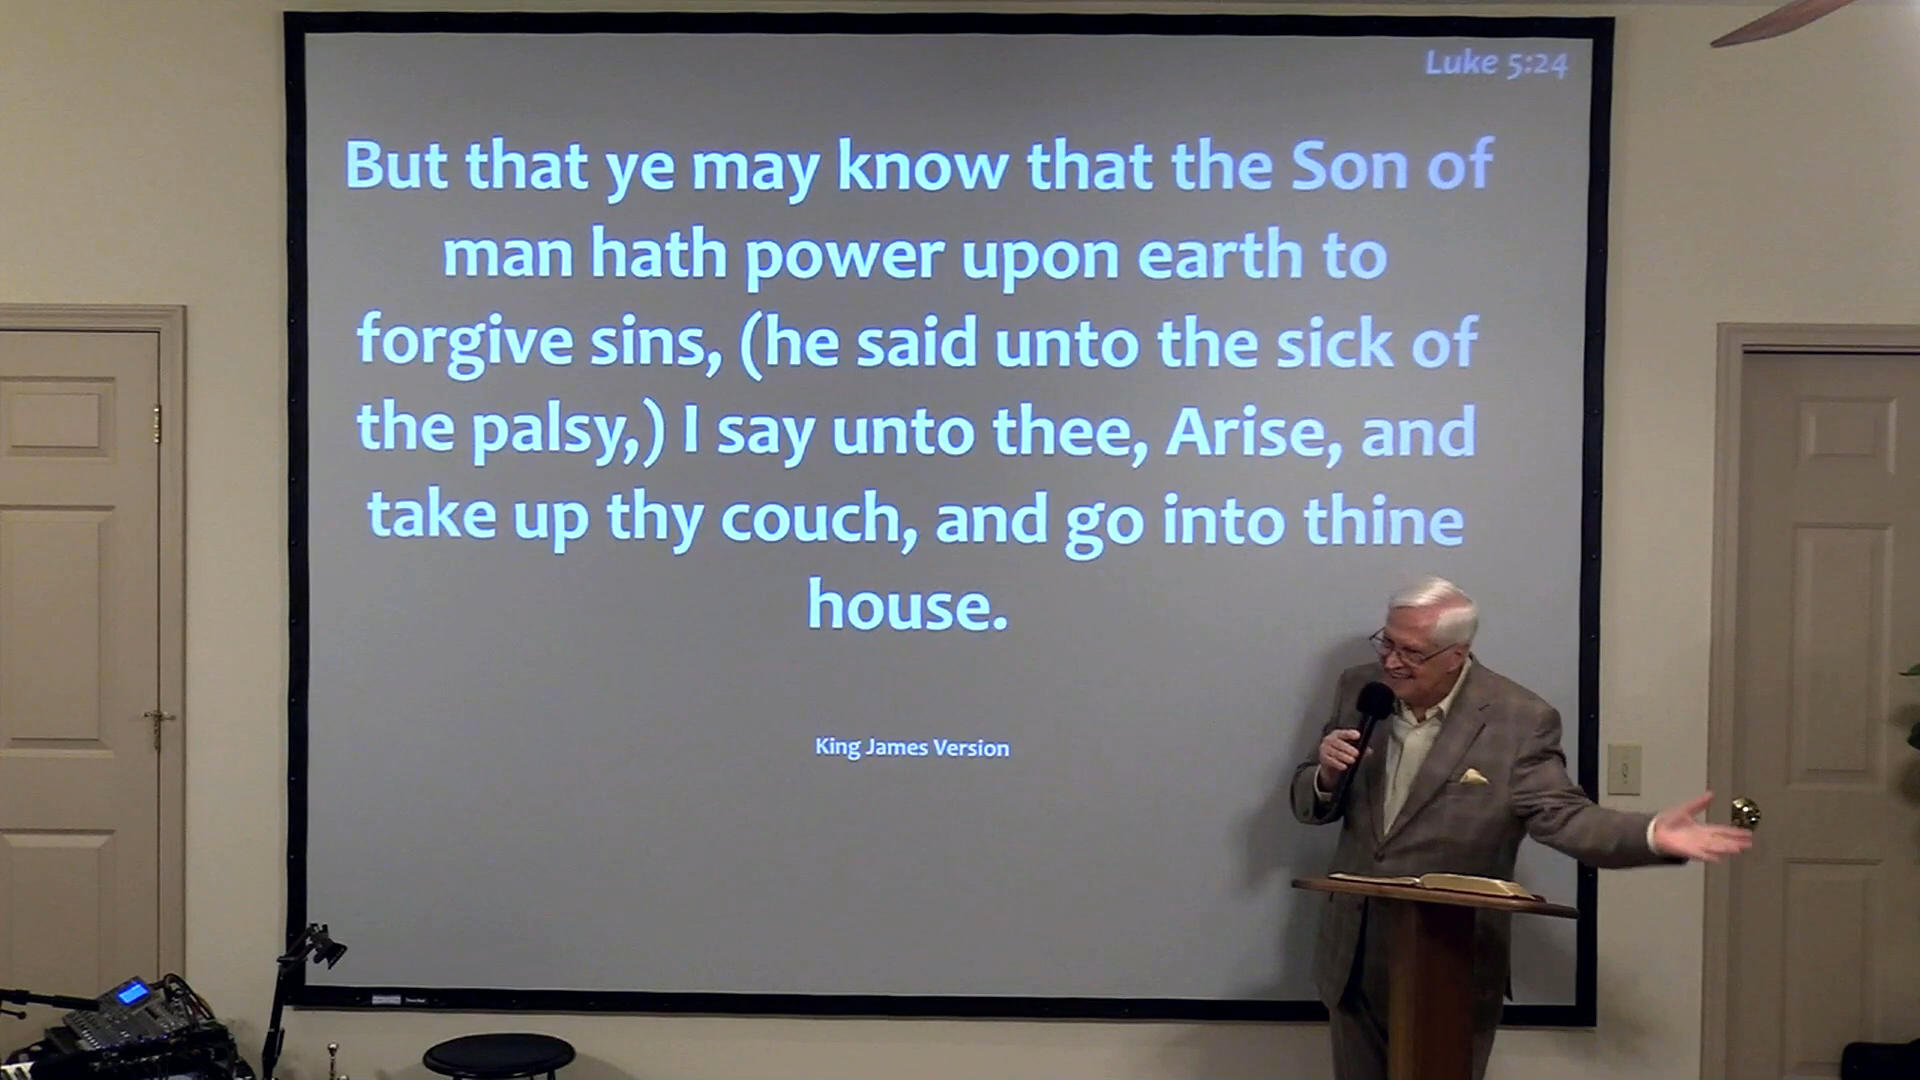 Luke 5:24
But that ye may know that the Son of
man hath power upon earth to
forgive sins, (he said unto the sick of
the palsy,) I say unto thee, Arise, and
take up thy couch, and go into thine
house.
King James Version